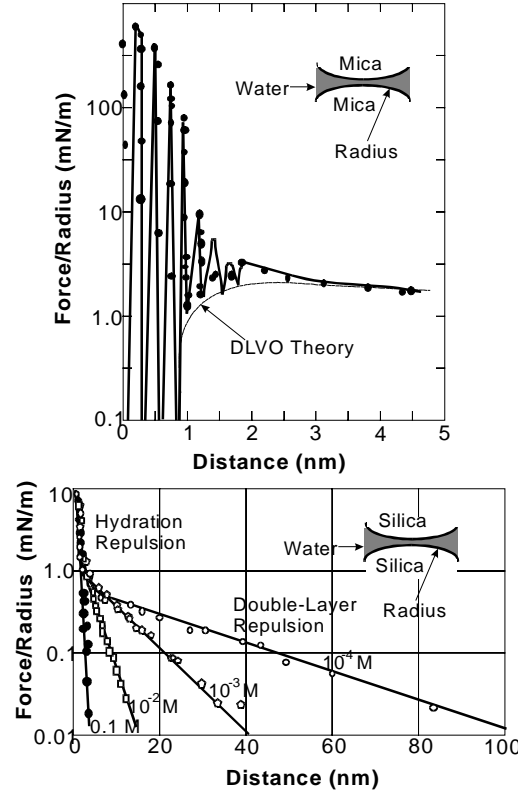 Force/Radius (mN/m)
100
10
1.0
0.1
Mica
Water
Mica
Radius
DLVO Theory
0 1 2 3 4 5
Distance (nm)
Force/Radius (mN/m)
10
1.0
0.1
0.01
Hydration
Repulsion
Silica
Water
Silica
Radius
Double-Layer
Repulsion
10-4 M
10-3 M
10-2 M
0.1 M
0 20 40 60 80 100
Distance (nm)